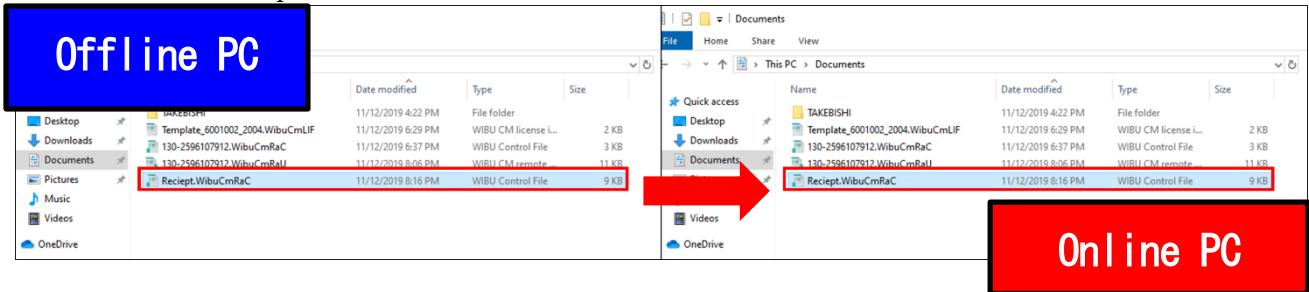 Offline PC
Date modified Type Size
TAKEBISHI 11/12/2019 4:22 PM File folder
Desktop Template_6001002_2004.WibuCmLIF 11/12/2019 6:29 PM WIBU CM license i... 2 KB
Downloads 130-2596107912.WibuCmRaC 11/12/2019 6:37 PM WIBU Control File 3 KB
Documents 130-2596107912.WibuCmRaU 11/12/2019 8:06 PM WIBU CM remote ... 11 KB
Pictures Reciept.WibuCmRaC 11/12/2019 8:16 PM WIBU Control File 9 KB
Music
Videos
OneDrive
Documents
File Home Share View
This PC > Documents
Name Date modified Type Size
Quick access
TAKEBISHI 11/12/2019 4:22 PM File folder
Desktop Template_6001002_2004.WibuCmLIF 11/12/2019 6:29 PM WIBU CM license i... 2 KB
Downloads 130-2596107912.WibuCmRaC 11/12/2019 6:37 PM WIBU Control File 3 KB
Documents 130-2596107912.WibuCmRaU 11/12/2019 8:06 PM WIBU CM remote ... 11 KB
Reciept.WibuCmRaC 11/12/2019 8:16 PM WIBU Control File 9 KB
Videos
OneDrive
Online PC